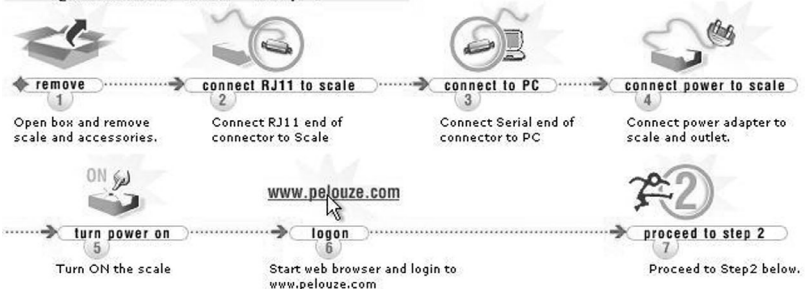 remove
1
Open box and remove
scale and accessories.
connect RJ11 to scale
2
Connect RJ11 end of
connector to Scale
connect to PC
3
Connect Serial end of
connector to PC
connect power to scale
4
Connect power adapter to
scale and outlet.
ON
turn power on
5
Turn ON the scale
www.pelouze.com
logon
6
Start web browser and login to
www.pelouze.com
2
proceed to step 2
7
Proceed to Step2 below.